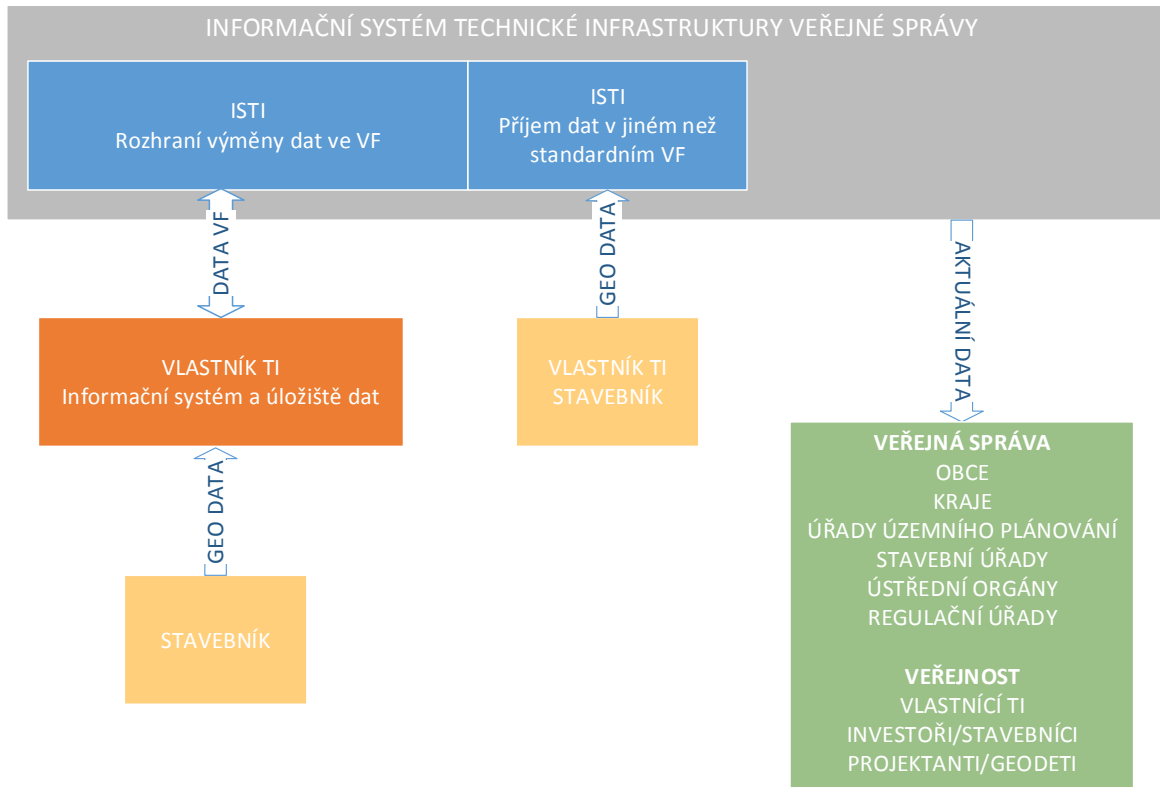 INFORMAČNÍ SYSTÉM TECHNICKÉ INFRASTRUKTURY VEŘEJNÉ SPRÁVY
ISTI
Rozhraní výměny dat ve VF
ISTI
Příjem dat v jiném než
standardním VF
DATA VF
GEO DATA
AKTUÁLNÍ DATA
VLASTNÍK TI
Informační systém a úložiště dat
VLASTNÍK TI
STAVEBNÍK
GEO DATA
STAVEBNÍK
VEŘEJNÁ SPRÁVA
OBCE
KRAJE
ÚŘADY ÚZEMNÍHO PLÁNOVÁNÍ
STAVEBNÍ ÚŘADY
ÚSTŘEDNÍ ORGÁNY
REGULAČNÍ ÚŘADY
VEŘEJNOST
VLASTNÍCÍ TI
INVESTOŘI/STAVEBNÍCI
PROJEKTANTI/GEODETI